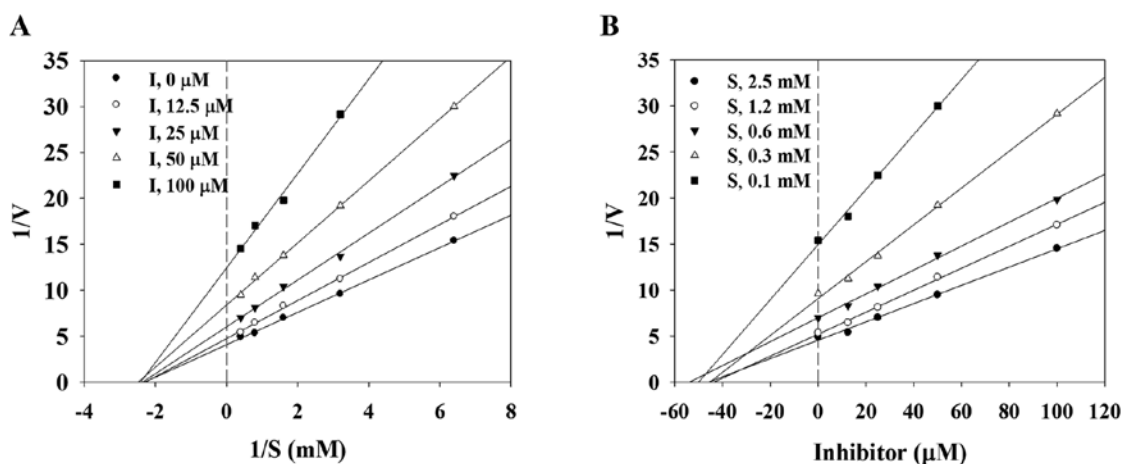 A
B
35
30
25
20
15
10
5
0
1/V
I, 0 μM
I, 12.5 μM
I, 25 μM
I, 50 μM
I, 100 μM
-4
-2
0
2
4
6
8
1/S (mM)
35
30
25
20
15
10
5
0
1/V
S, 2.5 mM
S, 1.2 mM
S, 0.6 mM
S, 0.3 mM
S, 0.1 mM
-60
-40
-20
0
20
40
60
80
100
120
Inhibitor (μM)